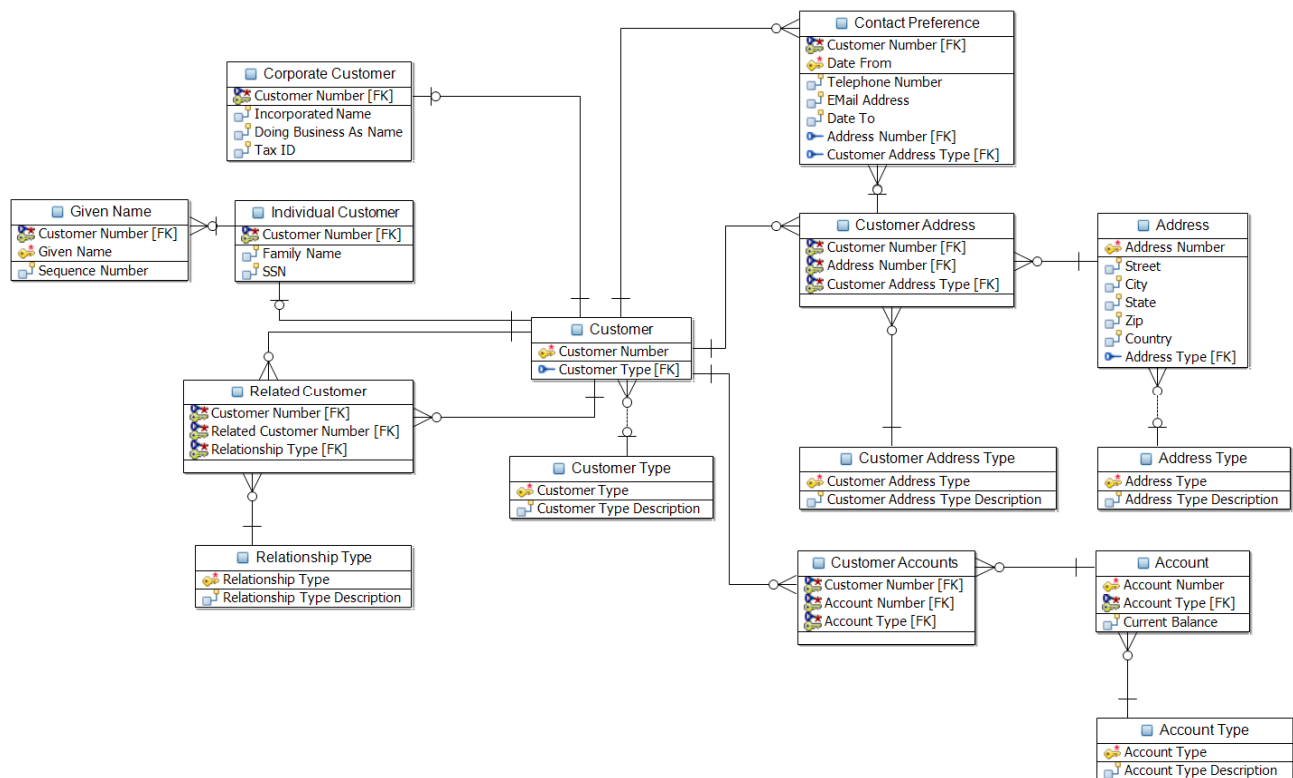 Contact Preference
Customer Number [FK]
Date From
Telephone Number
EMail Address
Date To
Address Number [FK]
Customer Address Type [FK]
Corporate Customer
Customer Number [FK]
Incorporated Name
Doing Business As Name
Tax ID
Given Name
Customer Number [FK]
Given Name
Sequence Number
Individual Customer
Customer Number [FK]
Family Name
SSN
Customer Address
Customer Number [FK]
Address Number [FK]
Customer Address Type [FK]
Address
Address Number
Street
City
State
Zip
Country
Address Type [FK]
Customer
Customer Number
Customer Type [FK]
Related Customer
Customer Number [FK]
Related Customer Number [FK]
Relationship Type [FK]
Customer Type
Customer Type
Customer Type Description
Customer Address Type
Customer Address Type
Customer Address Type Description
Address Type
Address Type
Address Type Description
Relationship Type
Relationship Type
Relationship Type Description
Customer Accounts
Customer Number [FK]
Account Number [FK]
Account Type [FK]
Account
Account Number
Account Type [FK]
Current Balance
Account Type
Account Type
Account Type Description